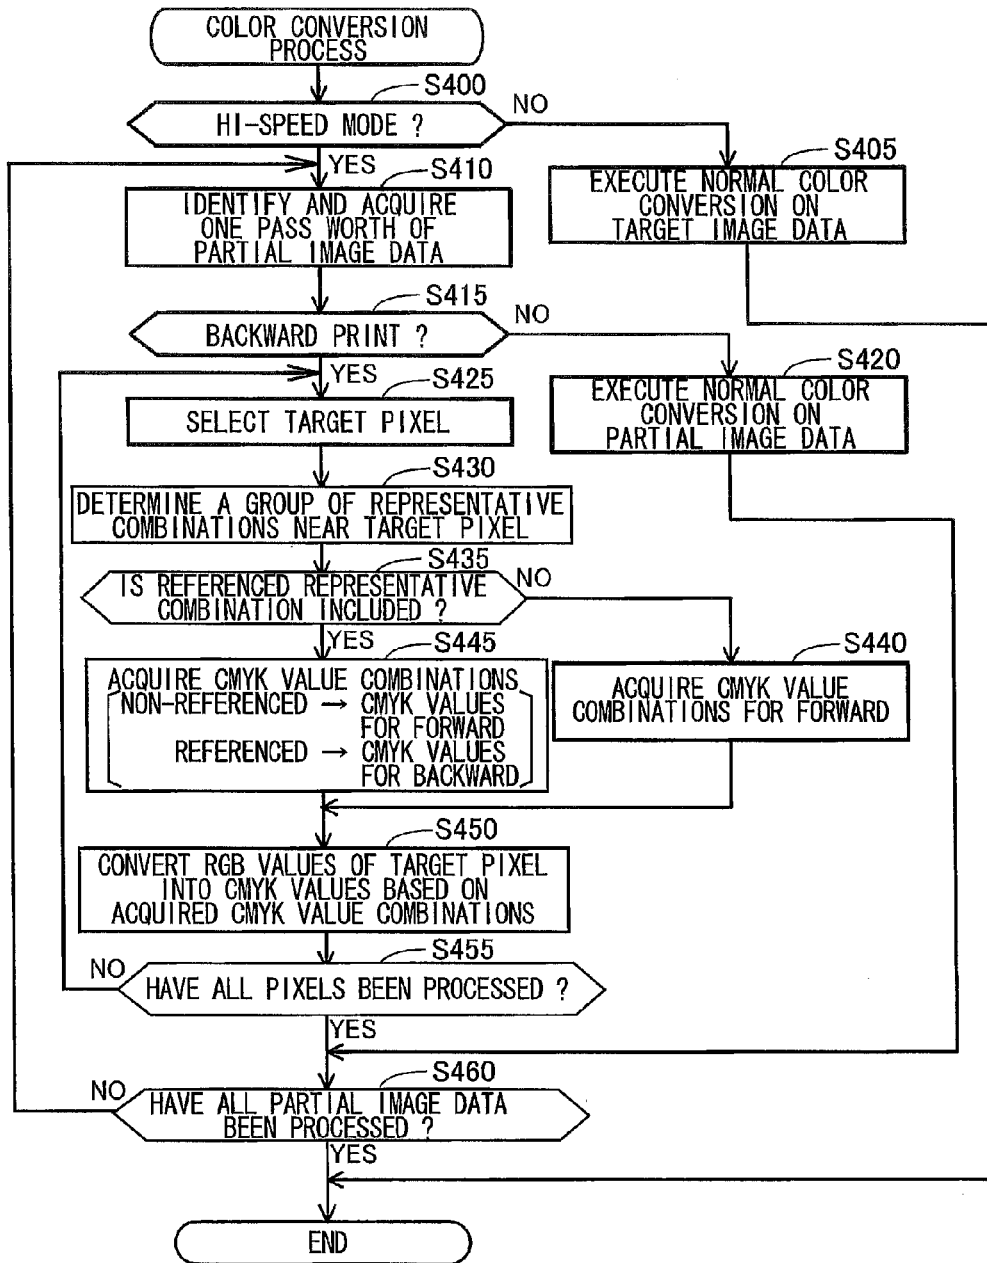 COLOR CONVERSION
PROCESS
S400
HI-SPEED MODE ?
NO
YES
S405
EXECUTE NORMAL COLOR
CONVERSION ON
TARGET IMAGE DATA
S410
IDENTIFY AND ACQUIRE
ONE PASS WORTH OF
PARTIAL IMAGE DATA
S415
BACKWARD PRINT ?
NO
YES
S420
EXECUTE NORMAL COLOR
CONVERSION ON
PARTIAL IMAGE DATA
S425
SELECT TARGET PIXEL
S430
DETERMINE A GROUP OF REPRESENTATIVE
COMBINATIONS NEAR TARGET PIXEL
S435
IS REFERENCED REPRESENTATIVE
COMBINATION INCLUDED ?
NO
YES
S440
ACQUIRE CMYK VALUE
COMBINATIONS FOR FORWARD
S445
ACQUIRE CMYK VALUE COMBINATIONS
NON-REFERENCED → CMYK VALUES
FOR FORWARD
REFERENCED → CMYK VALUES
FOR BACKWARD
S450
CONVERT RGB VALUES OF TARGET PIXEL
INTO CMYK VALUES BASED ON
ACQUIRED CMYK VALUE COMBINATIONS
S455
NO
HAVE ALL PIXELS BEEN PROCESSED ?
YES
S460
NO
HAVE ALL PARTIAL IMAGE DATA
BEEN PROCESSED ?
YES
END